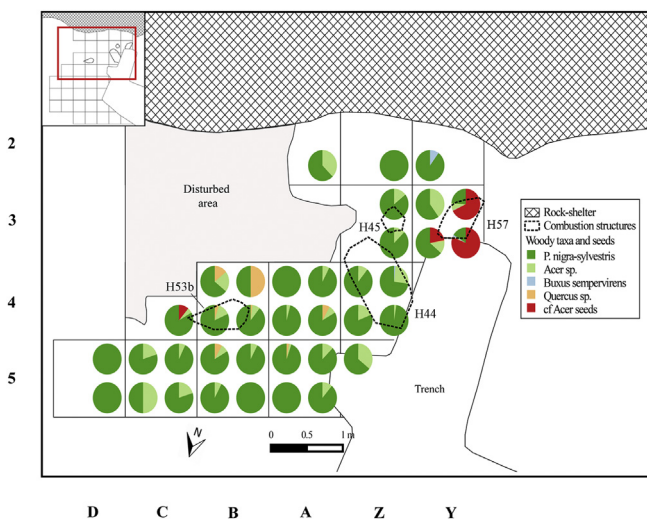 2
3
4
5
Disturbed
area
H45
H57
H53b
H44
Trench
Rock-shelter
Combustion structures
Woody taxa and seeds
P. nigra-sylvestris
Acer sp.
Buxus sempervirens
Quercus sp.
cf Acer seeds
N
0 0.5 1 m
D C B A Z Y